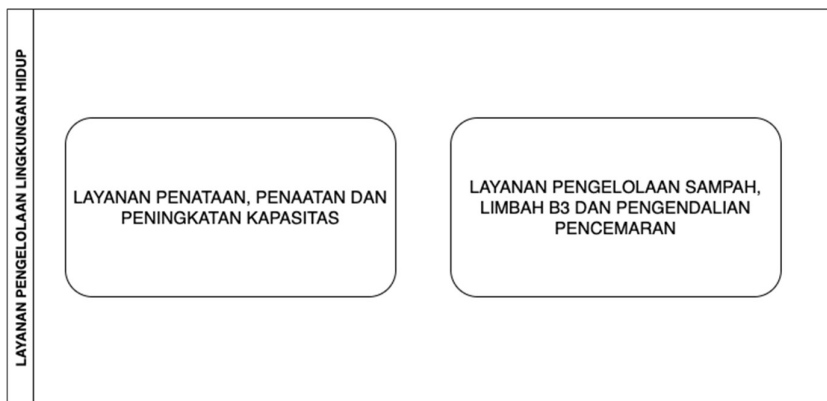 LAYANAN PENGELOLAAN LINGKUNGAN HIDUP
LAYANAN PENATAAN, PENAATAN DAN
PENINGKATAN KAPASITAS
LAYANAN PENGELOLAAN SAMPAH,
LIMBAH B3 DAN PENGENDALIAN
PENCEMARAN